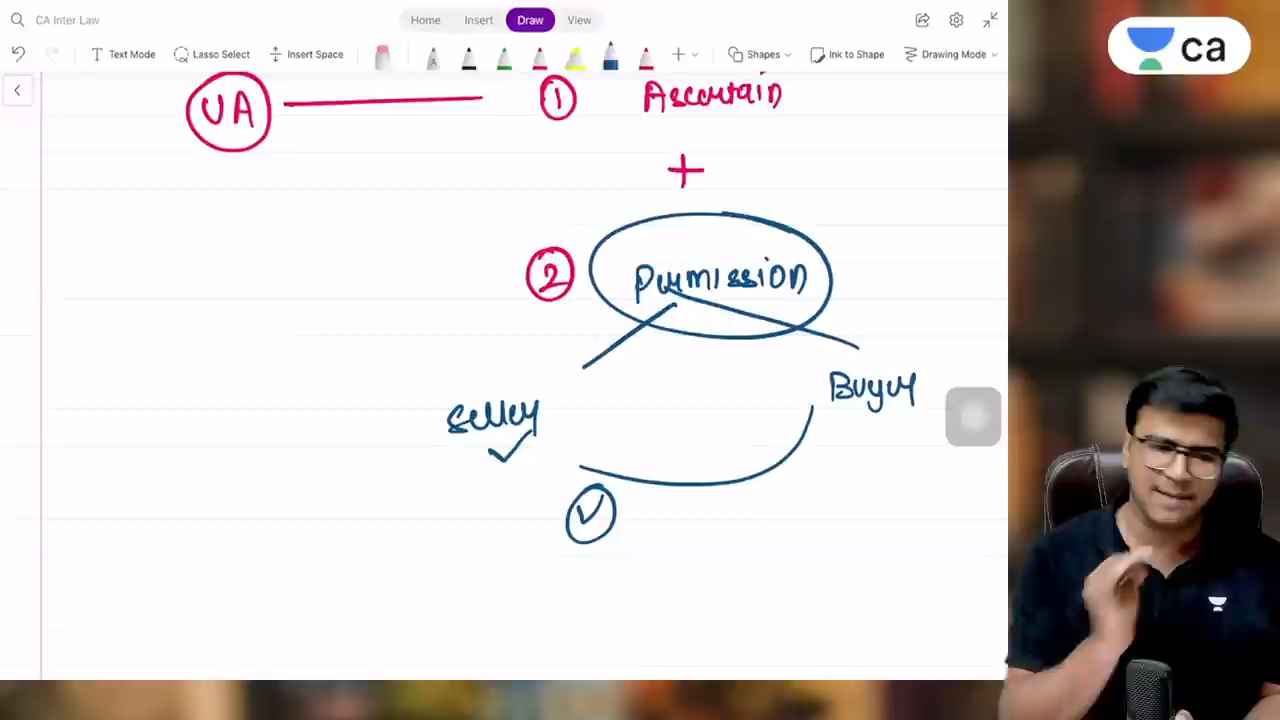 CA Inter Law
Home Insert Draw View
Text Mode Lasso Select Insert Space Shapes Ink to Shape Drawing Mode
ca
UA 1 Ascertain
+
2 Permission
Seller Buyer